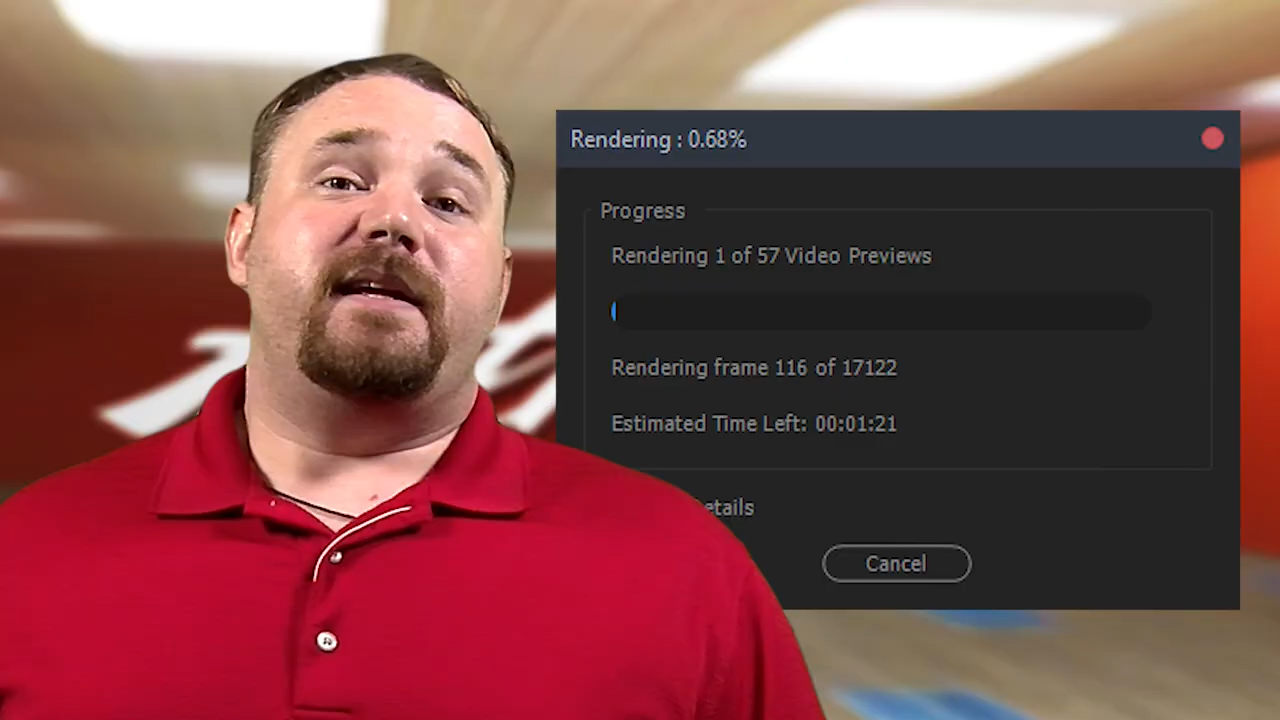 Rendering : 0.68%
Progress
Rendering 1 of 57 Video Previews
Rendering frame 116 of 17122
Estimated Time Left: 00:01:21
etails
Cancel